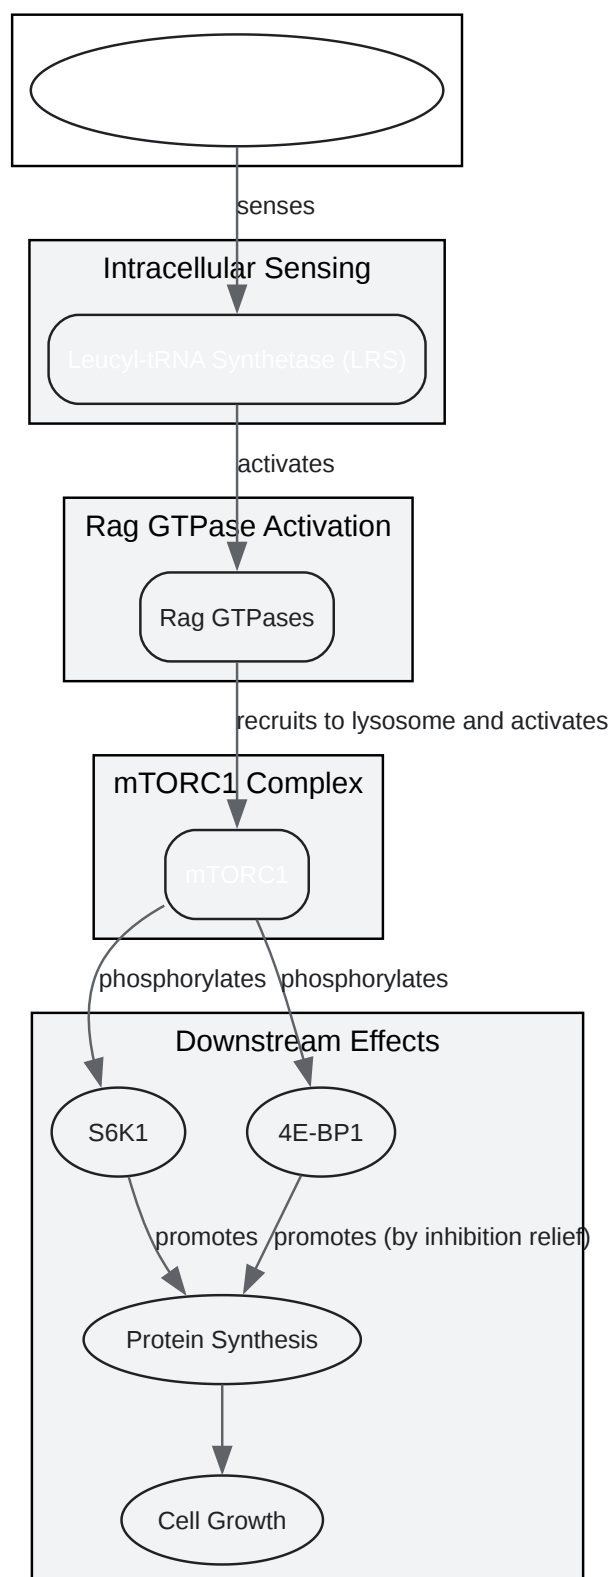 senses
Intracellular Sensing
Leucyl-tRNA Synthetase (LRS)
activates
Rag GTPase Activation
Rag GTPases
recruits to lysosome and activates
mTORC1 Complex
mTORC1
phosphorylates
phosphorylates
Downstream Effects
S6K1
4E-BP1
promotes
promotes (by inhibition relief)
Protein Synthesis
Cell Growth